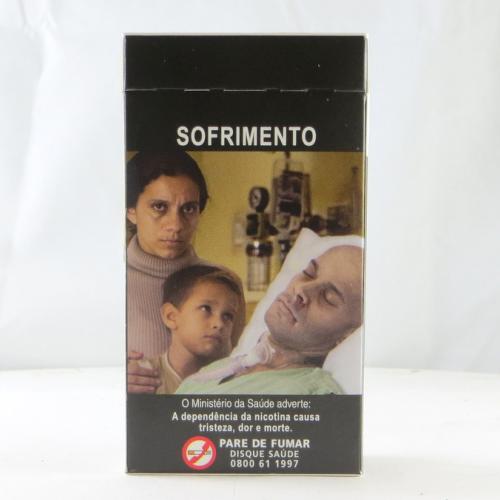 SOFRIMENTO
O Ministério da Saúde adverte:
A dependência da nicotina causa
tristeza, dor e morte.
PARE DE FUMAR
DISQUE SAÚDE
0800 61 1997